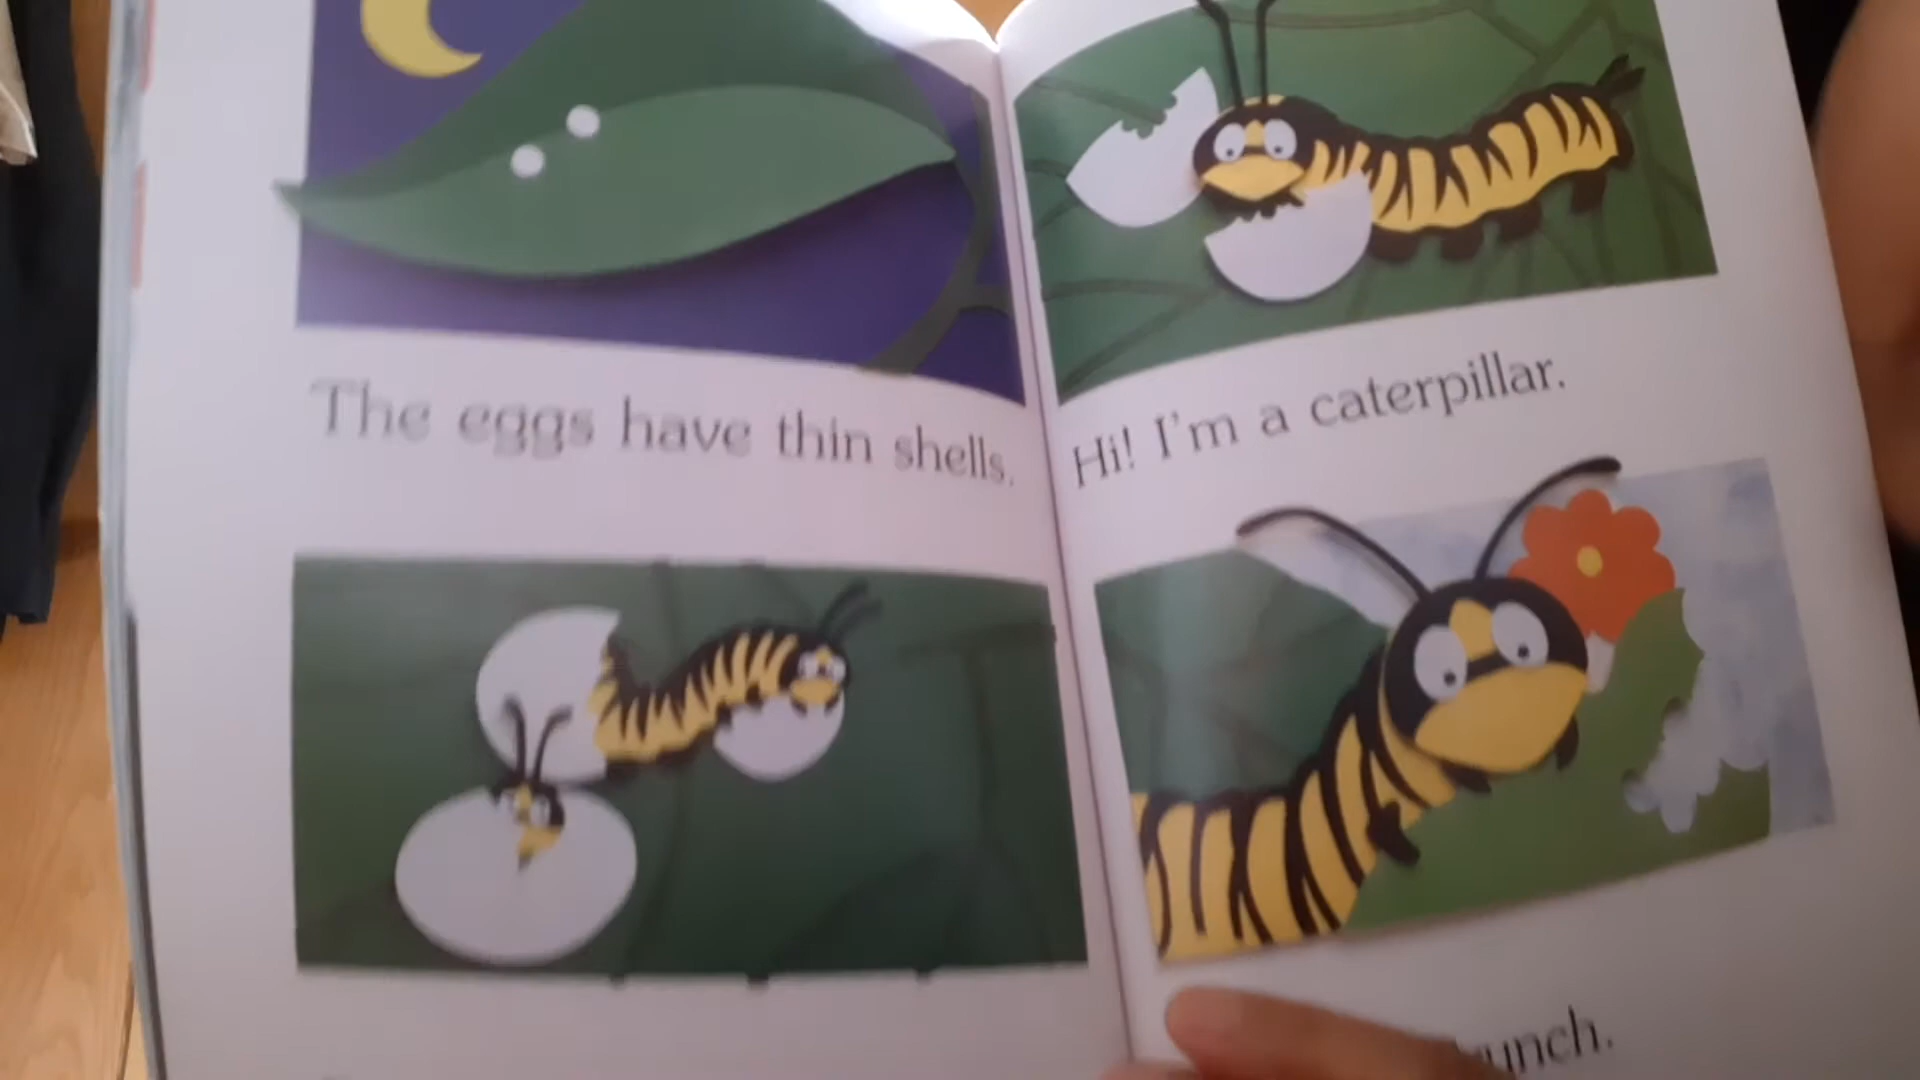 The eggs have thin shells.
Hi! I'm a caterpillar.